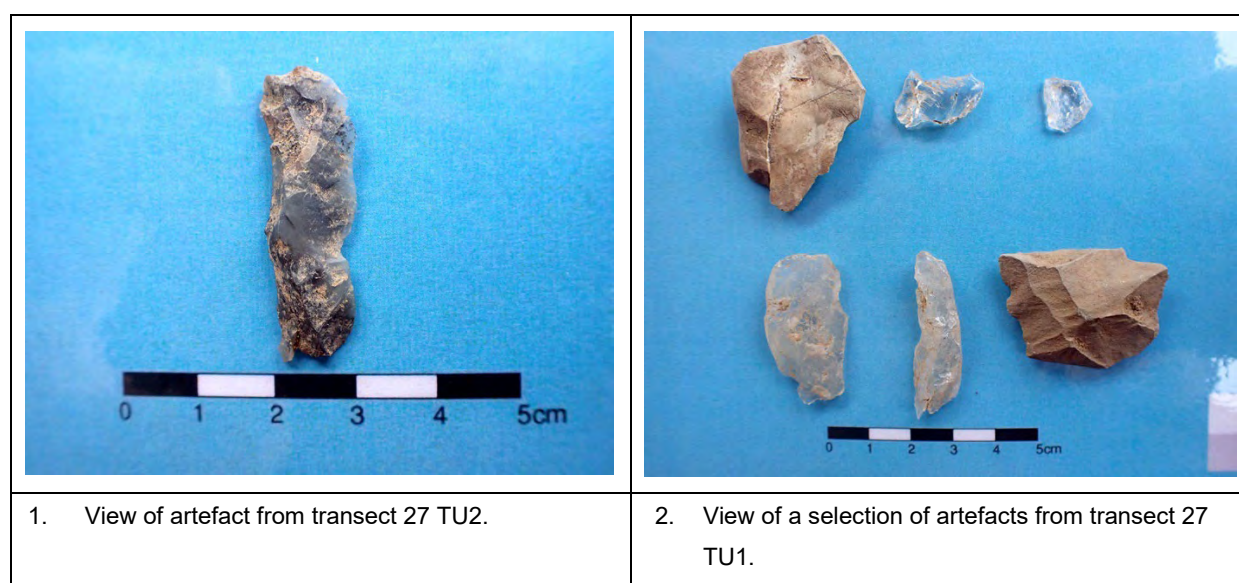 0 1 2 3 4 5cm
0 1 2 3 4 5cm
1. View of artefact from transect 27 TU2.
2. View of a selection of artefacts from transect 27
TU1.